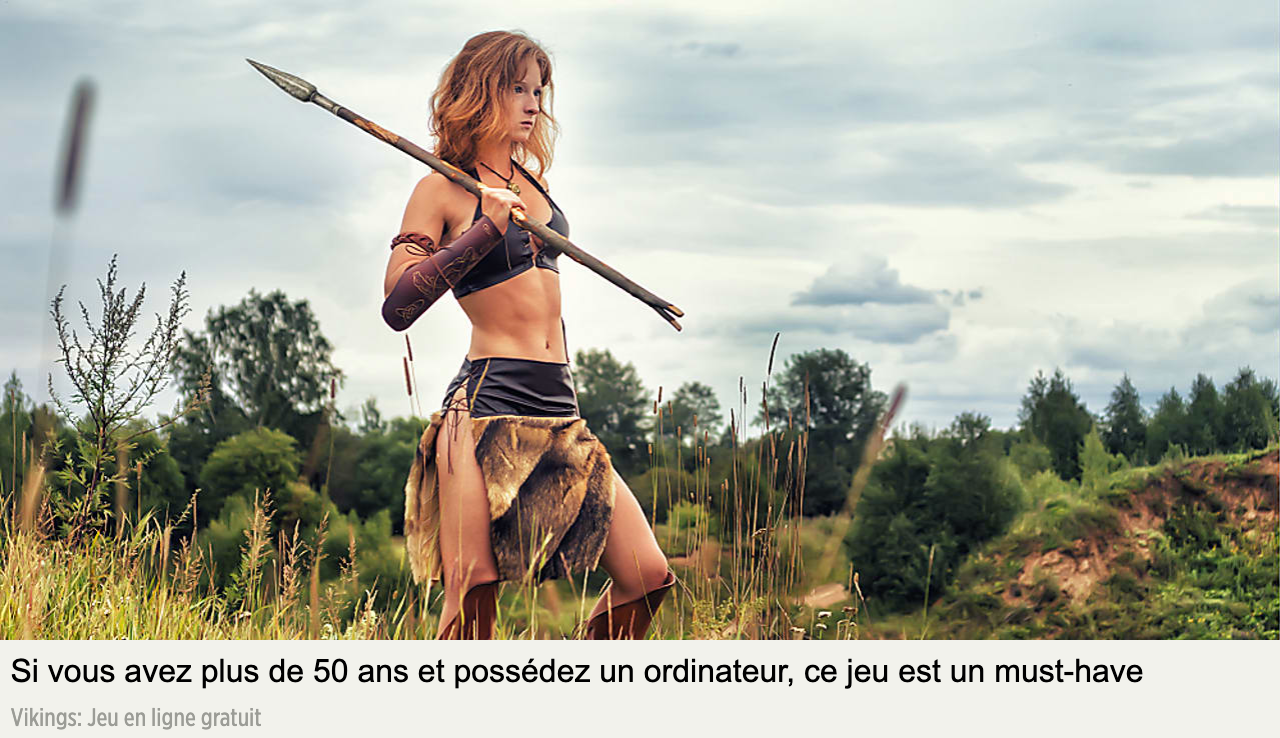 Si vous avez plus de 50 ans et possédez un ordinateur, ce jeu est un must-have
Vikings: Jeu en ligne gratuit